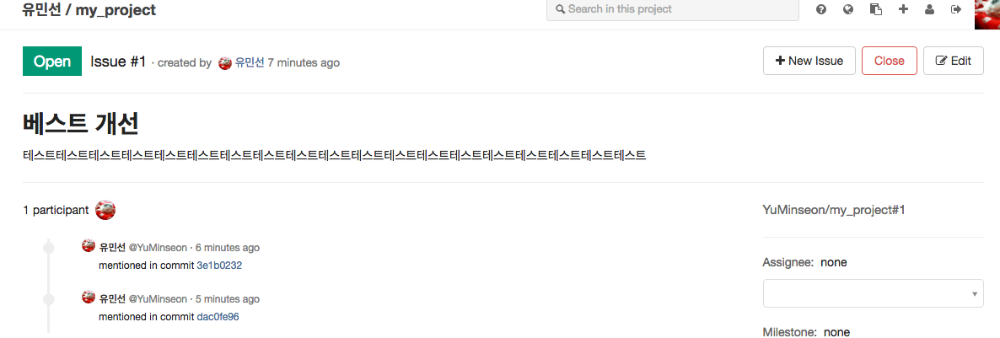 유민선 / my_project
Search in this project
Open Issue #1 · created by 유민선 7 minutes ago
New Issue Close Edit
베스트 개선
테스트테스트테스트테스트테스트테스트테스트테스트테스트테스트테스트테스트테스트테스트테스트테스트테스트테스트테스트
1 participant
YuMinseon/my_project#1
유민선 @YuMinseon · 6 minutes ago
mentioned in commit 3e1b0232
Assignee: none
유민선 @YuMinseon · 5 minutes ago
mentioned in commit dac0fe96
Milestone: none